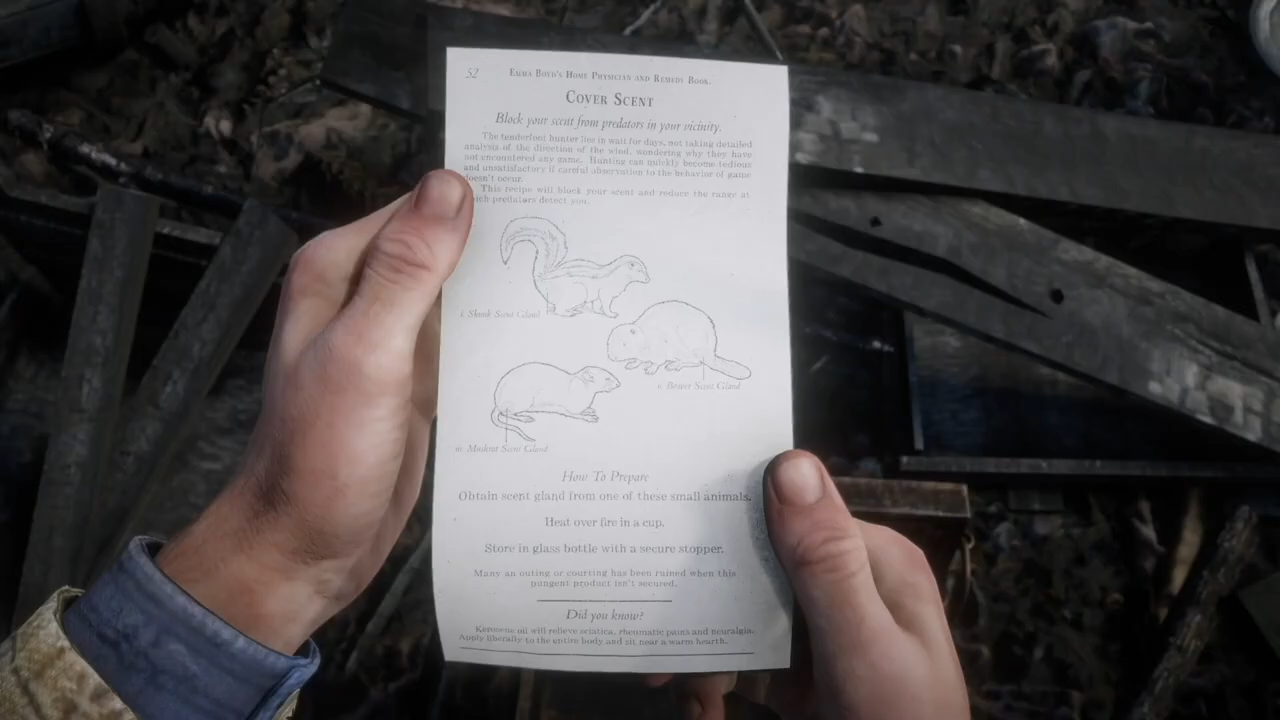 52
Emma Boyd's Home Physician and Remedy Book.
Cover Scent
Block your scent from predators in your vicinity.
The tenderfoot hunter lies in wait for days, not taking detailed
analysis of the direction of the wind, wondering why they have
not encountered any game. Hunting can quickly become tedious
and unsatisfactory if careful observation to the behavior of game
doesn't occur.
This recipe will block your scent and reduce the range at
which predators detect you.
i. Skunk Scent Gland
ii. Beaver Scent Gland
iii. Muskrat Scent Gland
How To Prepare
Obtain scent gland from one of these small animals.
Heat over fire in a cup.
Store in glass bottle with a secure stopper.
Many an outing or courting has been ruined when this
pungent product isn't secured.
Did you know?
Kerosene oil will relieve sciatica, rheumatic pains and neuralgia.
Apply liberally to the entire body and sit near a warm hearth.